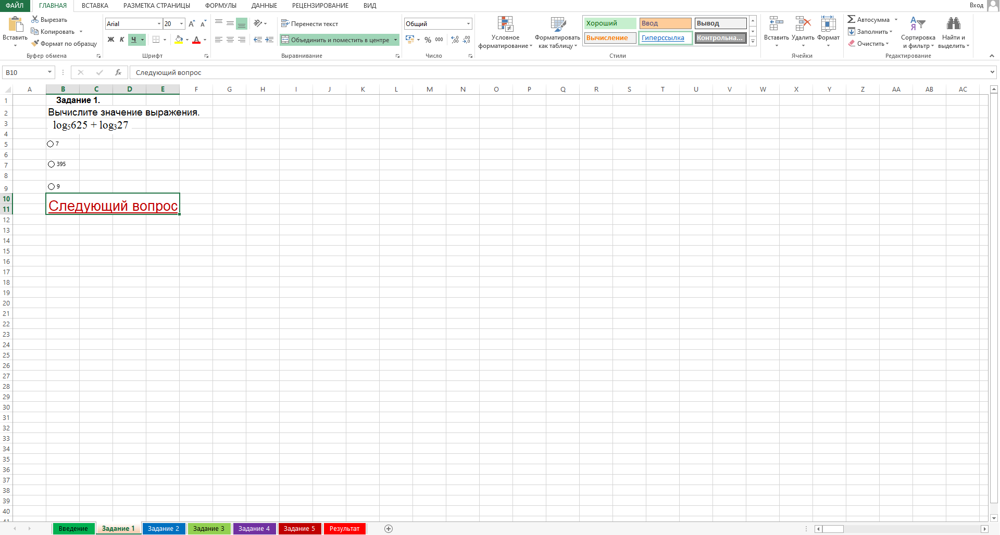 ФАЙЛ ГЛАВНАЯ ВСТАВКА РАЗМЕТКА СТРАНИЦЫ ФОРМУЛЫ ДАННЫЕ РЕЦЕНЗИРОВАНИЕ ВИД Вход
Вставить
Вырезать
Копировать
Формат по образцу
Буфер обмена
Arial 20
Ж К Ч
Шрифт
Перенести текст
Объединить и поместить в центре
Выравнивание
Общий
% 000
Число
Условное форматирование
Форматировать как таблицу
Хороший Ввод Вывод
Вычисление Гиперссылка Контрольна...
Стили
Вставить Удалить Формат
Ячейки
Автосумма
Заполнить
Очистить
Сортировка и фильтр
Найти и выделить
Редактирование
B10 fx Следующий вопрос
A B C D E F G H I J K L M N O P Q R S T U V W X Y Z AA AB AC
1 Задание 1.
2 Вычислите значение выражения.
3 log₅625 + log₃27
4
5 7
6
7 395
8
9 9
10 Следующий вопрос
11
12
13
14
15
16
17
18
19
20
21
22
23
24
25
26
27
28
29
30
31
32
33
34
35
36
37
38
39
40
41
Введение Задание 1 Задание 2 Задание 3 Задание 4 Задание 5 Результат